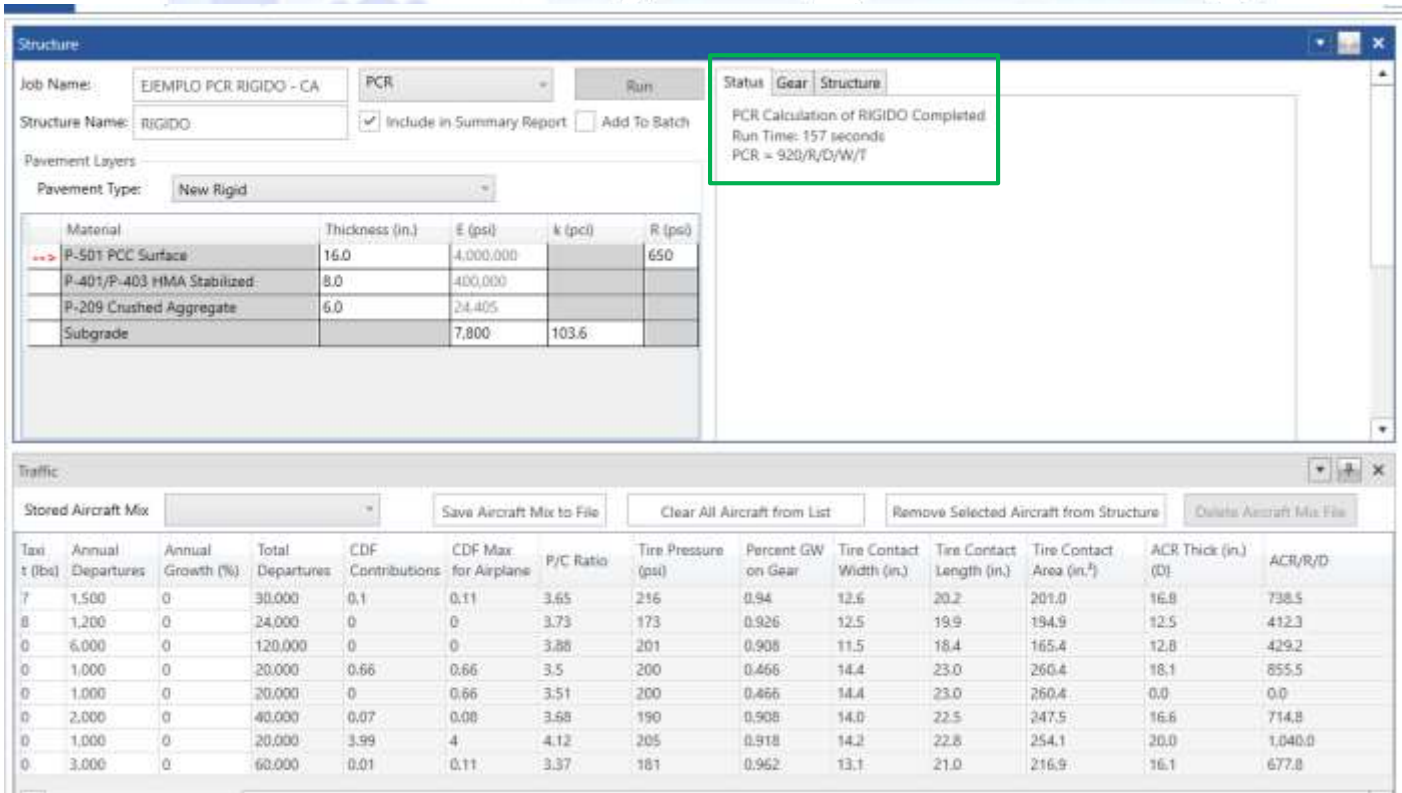 Structure
Job Name: EJEMPLO PCR RIGIDO - CA PCR Run
Structure Name: RIGIDO Include in Summary Report Add To Batch
Pavement Layers
Pavement Type: New Rigid
Material Thickness (in.) E (psi) k (pci) R (psi)
--> P-501 PCC Surface 16.0 4,000,000 650
P-401/P-403 HMA Stabilized 8.0 400,000
P-209 Crushed Aggregate 6.0 24,405
Subgrade 7,800 103.6
Status Gear Structure
PCR Calculation of RIGIDO Completed
Run Time: 157 seconds
PCR = 920/R/D/W/T
Traffic
Stored Aircraft Mix Save Aircraft Mix to File Clear All Aircraft from List Remove Selected Aircraft from Structure Delete Aircraft Mix File
Taxi Annual Annual Total CDF CDF Max P/C Ratio Tire Pressure Percent GW Tire Contact Tire Contact Tire Contact ACR Thick (in.) ACR/R/D
t (lbs) Departures Growth (%) Departures Contributions for Airplane (psi) on Gear Width (in.) Length (in.) Area (in.²) (D)
7 1,500 0 30,000 0.1 0.11 3.65 216 0.94 12.6 20.2 201.0 16.8 738.5
8 1,200 0 24,000 0 0 3.73 173 0.926 12.5 19.9 194.9 12.5 412.3
0 6,000 0 120,000 0 0 3.88 201 0.908 11.5 18.4 165.4 12.8 429.2
0 1,000 0 20,000 0.66 0.66 3.5 200 0.466 14.4 23.0 260.4 18.1 855.5
0 1,000 0 20,000 0 0.66 3.51 200 0.466 14.4 23.0 260.4 0.0 0.0
0 2,000 0 40,000 0.07 0.08 3.68 190 0.908 14.0 22.5 247.5 16.6 714.8
0 1,000 0 20,000 3.99 4 4.12 205 0.918 14.2 22.8 254.1 20.0 1,040.0
0 3,000 0 60,000 0.01 0.11 3.37 181 0.962 13.1 21.0 216.9 16.1 677.8